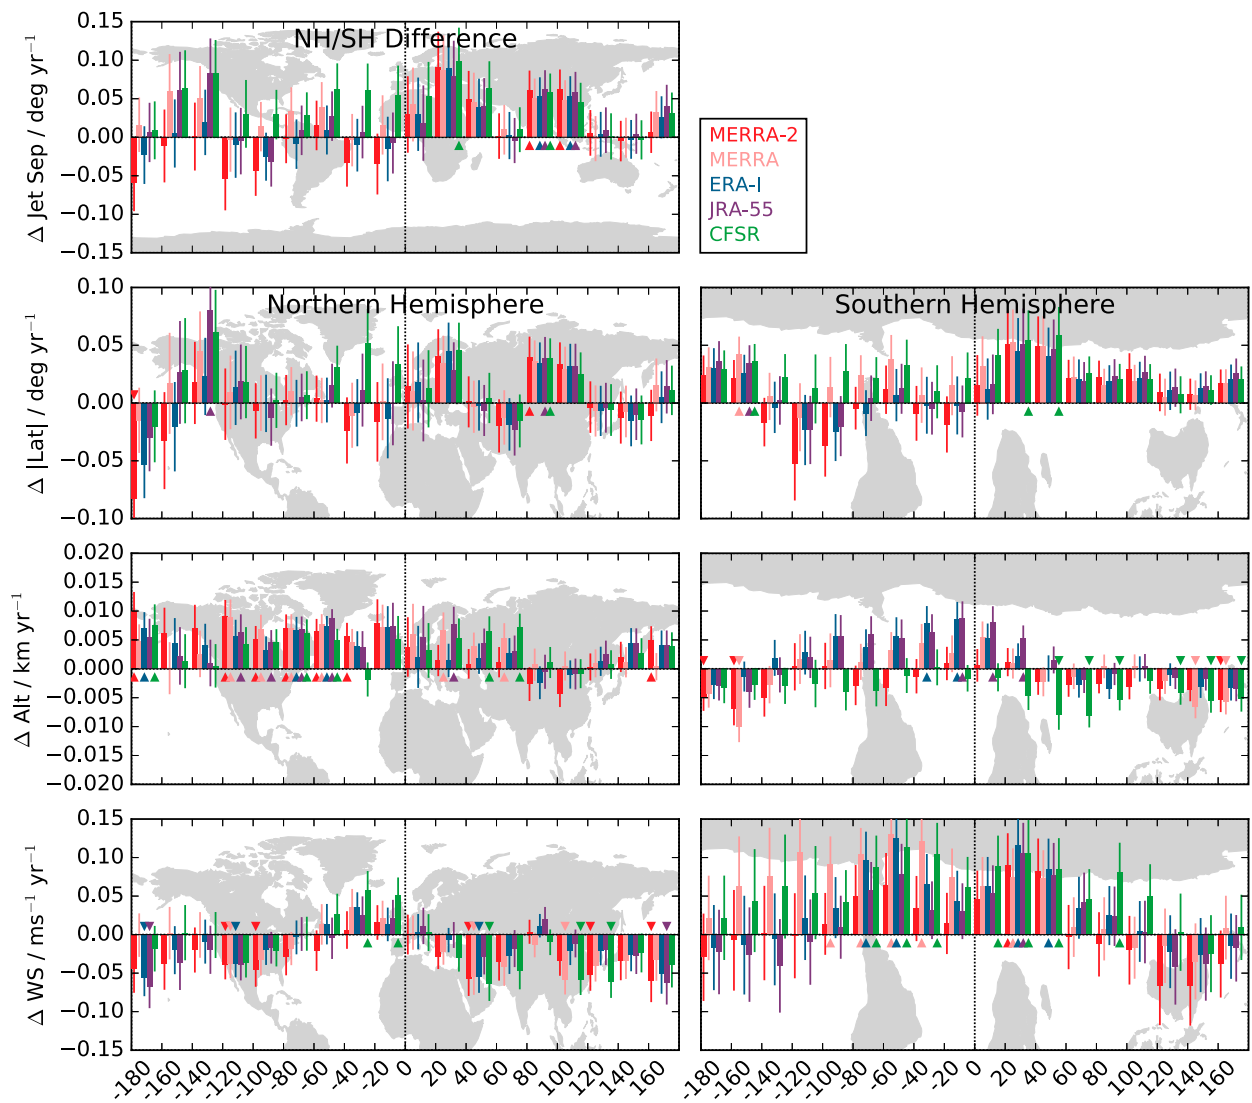 NH/SH Difference
Δ Jet Sep / deg yr⁻¹
0.15
0.10
0.05
0.00
−0.05
−0.10
−0.15
MERRA-2
MERRA
ERA-I
JRA-55
CFSR
Northern Hemisphere
Southern Hemisphere
Δ |Lat| / deg yr⁻¹
0.10
0.05
0.00
−0.05
−0.10
Δ Alt / km yr⁻¹
0.020
0.015
0.010
0.005
0.000
−0.005
−0.010
−0.015
−0.020
Δ WS / ms⁻¹ yr⁻¹
0.15
0.10
0.05
0.00
−0.05
−0.10
−0.15
-180 -160 -140 -120 -100 -80 -60 -40 -20 0 20 40 60 80 100 120 140 160
-180 -160 -140 -120 -100 -80 -60 -40 -20 0 20 40 60 80 100 120 140 160